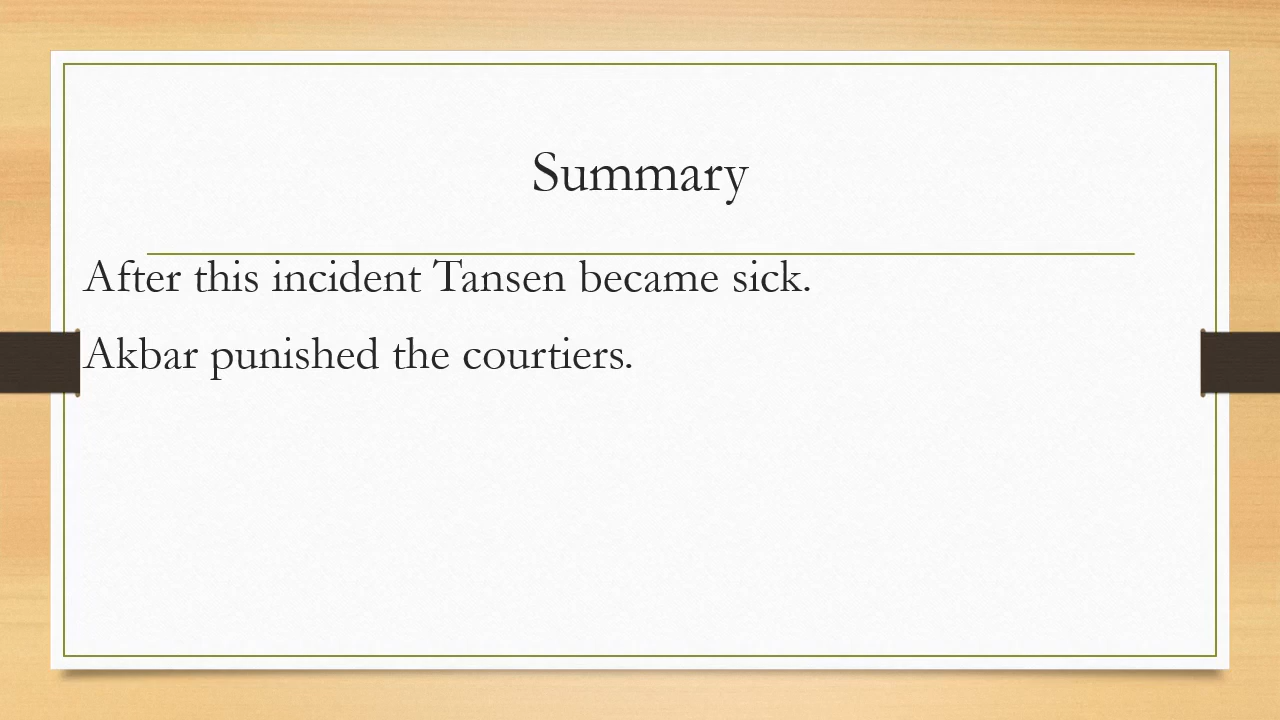 Summary
After this incident Tansen became sick.
Akbar punished the courtiers.